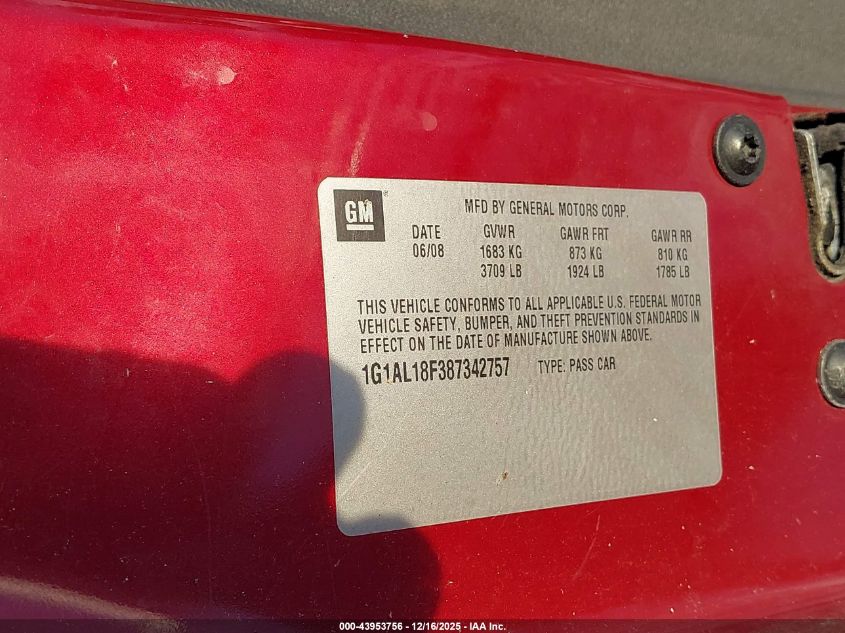 GM ®
MFD BY GENERAL MOTORS CORP.
DATE GVWR GAWR FRT GAWR RR
06/08 1683 KG 873 KG 810 KG
3709 LB 1924 LB 1785 LB
THIS VEHICLE CONFORMS TO ALL APPLICABLE U.S. FEDERAL MOTOR
VEHICLE SAFETY, BUMPER, AND THEFT PREVENTION STANDARDS IN
EFFECT ON THE DATE OF MANUFACTURE SHOWN ABOVE.
1G1AL18F387342757 TYPE: PASS CAR
000-43953756 - 12/16/2025 - IAA Inc.